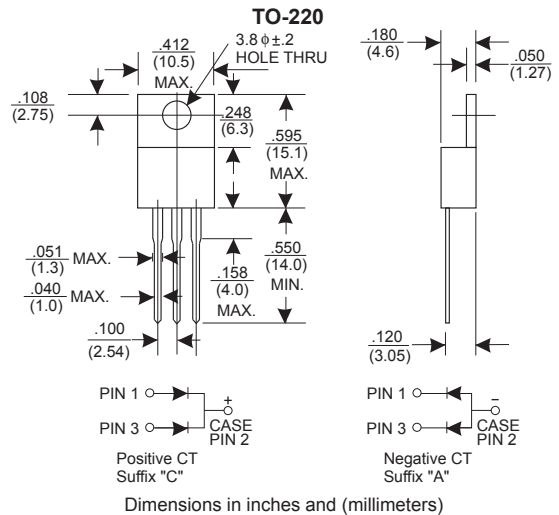 TO-220
.412
(10.5)
MAX.
3.8 ϕ ±.2
HOLE THRU
.180
(4.6)
.050
(1.27)
.108
(2.75)
.248
(6.3)
.595
(15.1)
MAX.
.051
(1.3) MAX.
.040
(1.0) MAX.
.158
(4.0)
MAX.
.550
(14.0)
MIN.
.100
(2.54)
.120
(3.05)
PIN 1
+
PIN 3
CASE
PIN 2
Positive CT
Suffix "C"
PIN 1
−
PIN 3
CASE
PIN 2
Negative CT
Suffix "A"
Dimensions in inches and (millimeters)